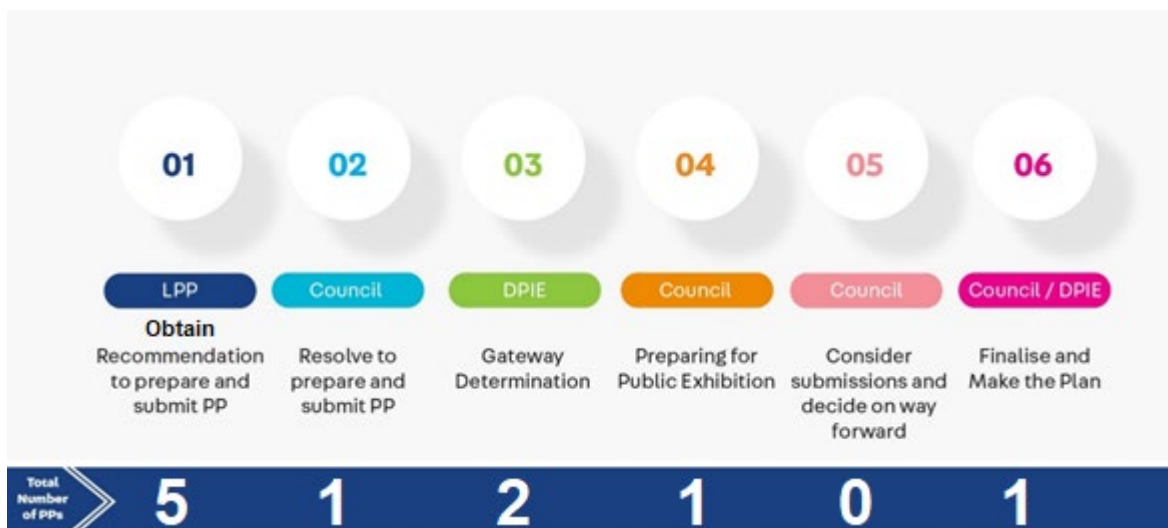 01 02 03 04 05 06
LPP Council DPIE Council Council Council / DPIE
Obtain
Recommendation
to prepare and
submit PP
Resolve to
prepare and
submit PP
Gateway
Determination
Preparing for
Public Exhibition
Consider
submissions and
decide on way
forward
Finalise and
Make the Plan
Total
Number
of PPs
5 1 2 1 0 1